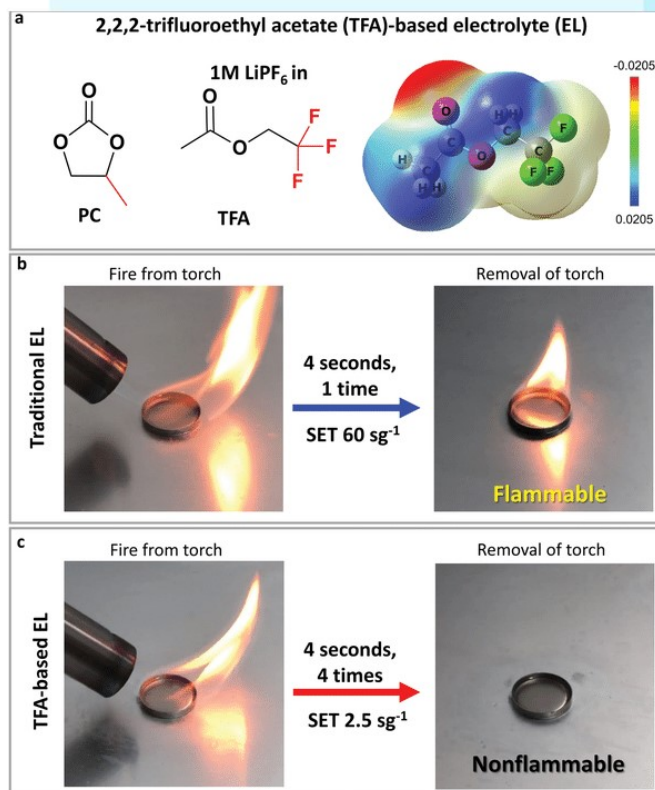 a
2,2,2-trifluoroethyl acetate (TFA)-based electrolyte (EL)
1M LiPF₆ in
O
O
O
PC
O
O
F
F
F
TFA
O
H H
C
C
F
H
C
O
C
F F
H H
-0.0205
0.0205
b
Fire from torch
Removal of torch
Traditional EL
4 seconds,
1 time
SET 60 sg⁻¹
Flammable
c
Fire from torch
Removal of torch
TFA-based EL
4 seconds,
4 times
SET 2.5 sg⁻¹
Nonflammable